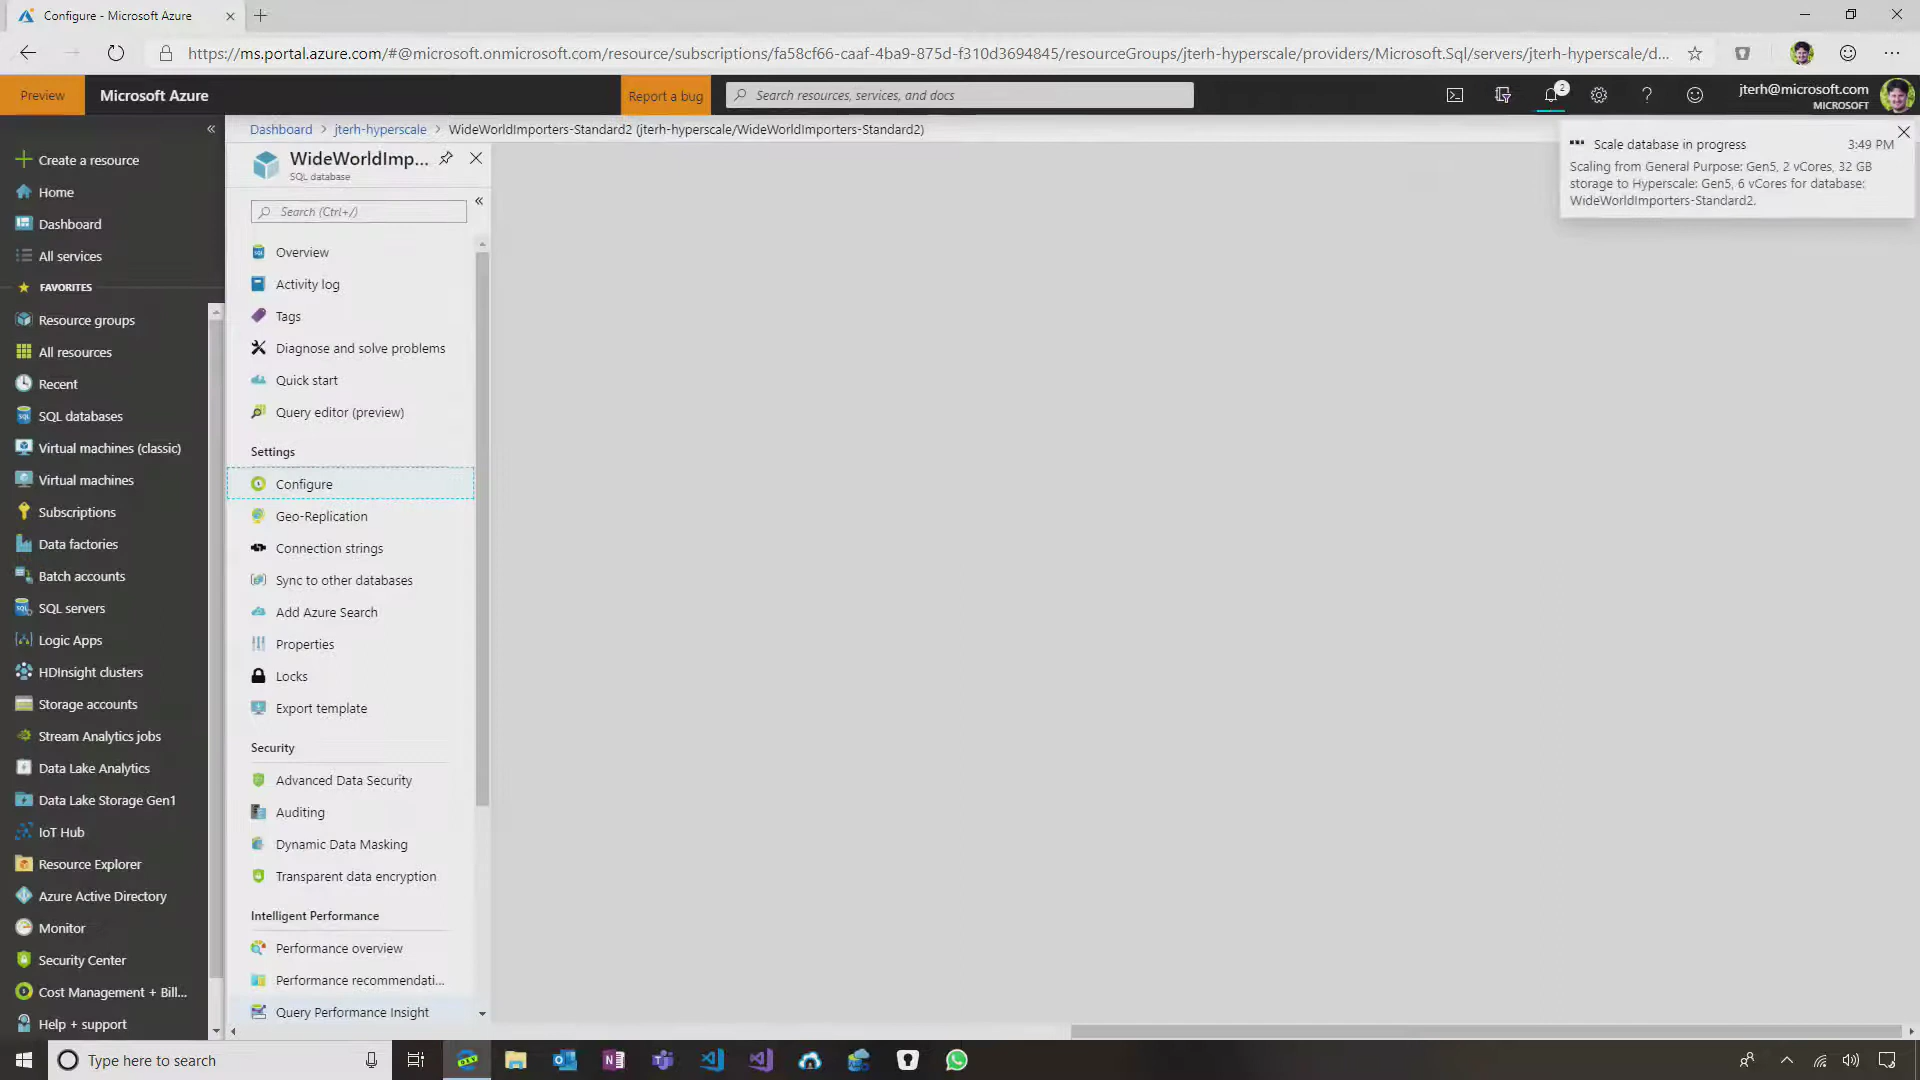 Configure - Microsoft Azure
https://ms.portal.azure.com/#@microsoft.onmicrosoft.com/resource/subscriptions/fa58cf66-caaf-4ba9-875d-f310d3694845/resourceGroups/jterh-hyperscale/providers/Microsoft.Sql/servers/jterh-hyperscale/d...
Preview
Microsoft Azure
Report a bug
Search resources, services, and docs
2
jterh@microsoft.com
MICROSOFT
Dashboard > jterh-hyperscale > WideWorldImporters-Standard2 (jterh-hyperscale/WideWorldImporters-Standard2)
Scale database in progress 3:49 PM
Scaling from General Purpose: Gen5, 2 vCores, 32 GB
storage to Hyperscale: Gen5, 6 vCores for database:
WideWorldImporters-Standard2.
Create a resource
Home
Dashboard
All services
FAVORITES
Resource groups
All resources
Recent
SQL databases
Virtual machines (classic)
Virtual machines
Subscriptions
Data factories
Batch accounts
SQL servers
Logic Apps
HDInsight clusters
Storage accounts
Stream Analytics jobs
Data Lake Analytics
Data Lake Storage Gen1
IoT Hub
Resource Explorer
Azure Active Directory
Monitor
Security Center
Cost Management + Bill...
Help + support
WideWorldImp...
SQL database
Search (Ctrl+/)
Overview
Activity log
Tags
Diagnose and solve problems
Quick start
Query editor (preview)
Settings
Configure
Geo-Replication
Connection strings
Sync to other databases
Add Azure Search
Properties
Locks
Export template
Security
Advanced Data Security
Auditing
Dynamic Data Masking
Transparent data encryption
Intelligent Performance
Performance overview
Performance recommendati...
Query Performance Insight
Type here to search